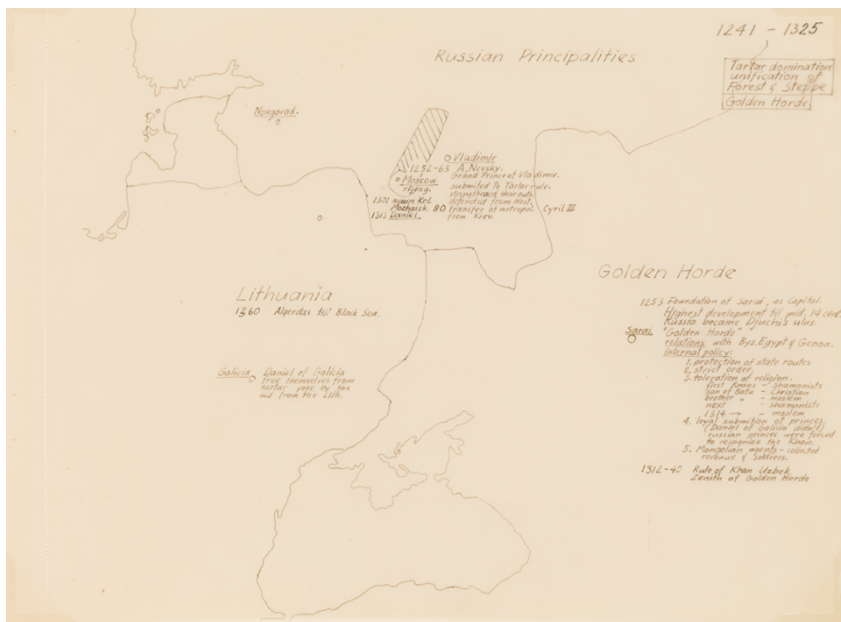 1241 - 1325
Russian Principalities
Tartar domination
unification of
Forest & Steppe
Golden Horde
Novgorod.
Vladimir
1252-63 A. Nevsky.
Grand Prince of Vladimir.
Moscow
submited to Tartar rule.
defended from West.
1301
Mozhaisk.
80 transfer of metropol. Cyril III
from Kiev
Daniel.
Golden Horde
Lithuania
1360 Algerdas till Black Sea.
1253 Foundation of Sarai, as Capital.
Highest development till mid. 14 cent.
Russia became Djuchi's ulus.
Sarai
"Golden Horde"
relations with Byz. Egypt & Genoa.
Internal policy:
1. protection of state routes
2. strict order.
3. toleration of religion.
first Khans - Shamanists
son of Batu - Christian
brother " - moslem
next - shamanists
1314 → - moslem
4. loyal submition of princes
(Daniel of Galicia didn't)
russian princes were forced
to recognize the Khan.
5. Mongolian agents - colected
revenue & Soldiers.
Galicia
Daniel of Galicia
free themselves from
tartar yoke by the
aid from the Lith.
1312-40 Rule of Khan Uzbek
Zenith of Golden Horde